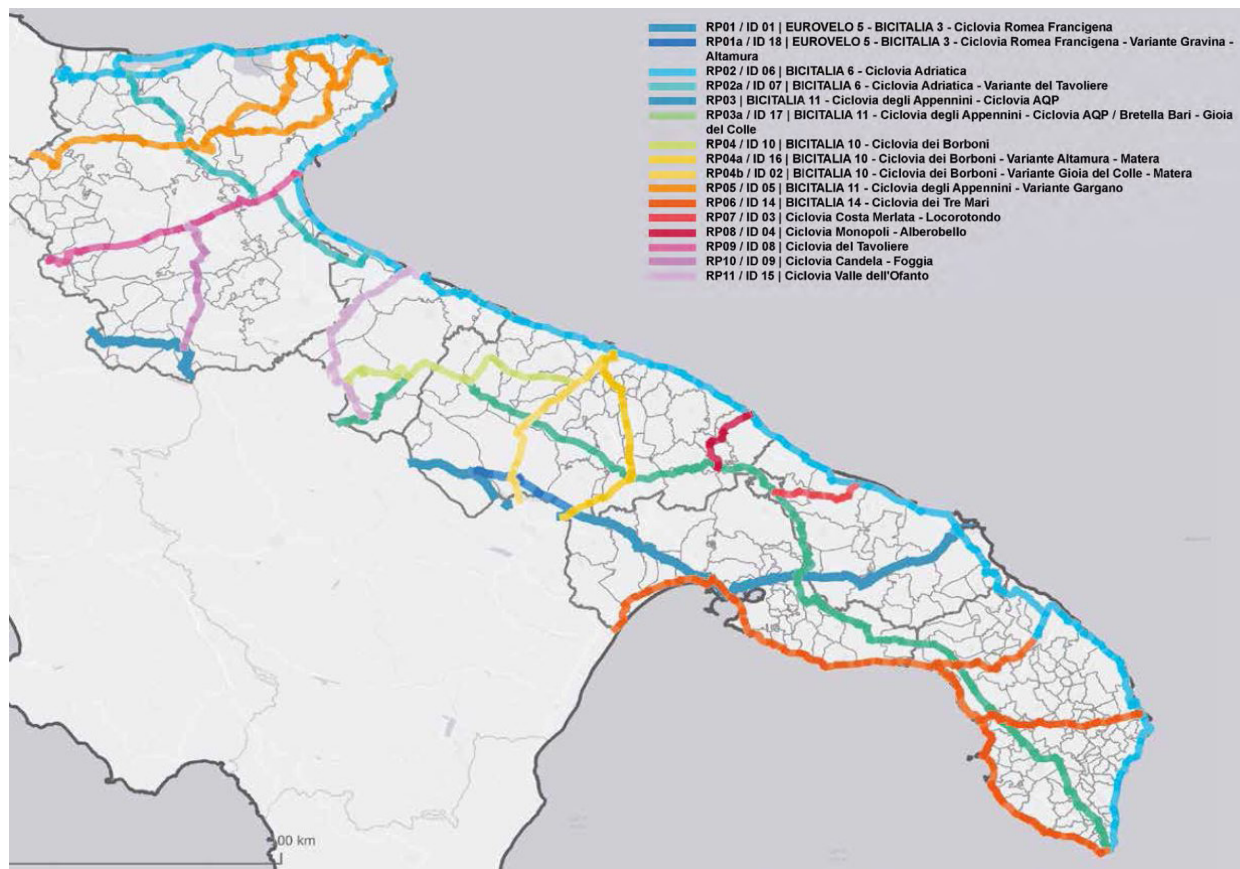 RP01 / ID 01 | EUROVELO 5 - BICITALIA 3 - Ciclovia Romea Francigena
RP01a / ID 18 | EUROVELO 5 - BICITALIA 3 - Ciclovia Romea Francigena - Variante Gravina -
Altamura
RP02 / ID 06 | BICITALIA 6 - Ciclovia Adriatica
RP02a / ID 07 | BICITALIA 6 - Ciclovia Adriatica - Variante del Tavoliere
RP03 | BICITALIA 11 - Ciclovia degli Appennini - Ciclovia AQP
RP03a / ID 17 | BICITALIA 11 - Ciclovia degli Appennini - Ciclovia AQP / Bretella Bari - Gioia
del Colle
RP04 / ID 10 | BICITALIA 10 - Ciclovia dei Borboni
RP04a / ID 16 | BICITALIA 10 - Ciclovia dei Borboni - Variante Altamura - Matera
RP04b / ID 02 | BICITALIA 10 - Ciclovia dei Borboni - Variante Gioia del Colle - Matera
RP05 / ID 05 | BICITALIA 11 - Ciclovia degli Appennini - Variante Gargano
RP06 / ID 14 | BICITALIA 14 - Ciclovia dei Tre Mari
RP07 / ID 03 | Ciclovia Costa Merlata - Locorotondo
RP08 / ID 04 | Ciclovia Monopoli - Alberobello
RP09 / ID 08 | Ciclovia del Tavoliere
RP10 / ID 09 | Ciclovia Candela - Foggia
RP11 / ID 15 | Ciclovia Valle dell'Ofanto
00 km